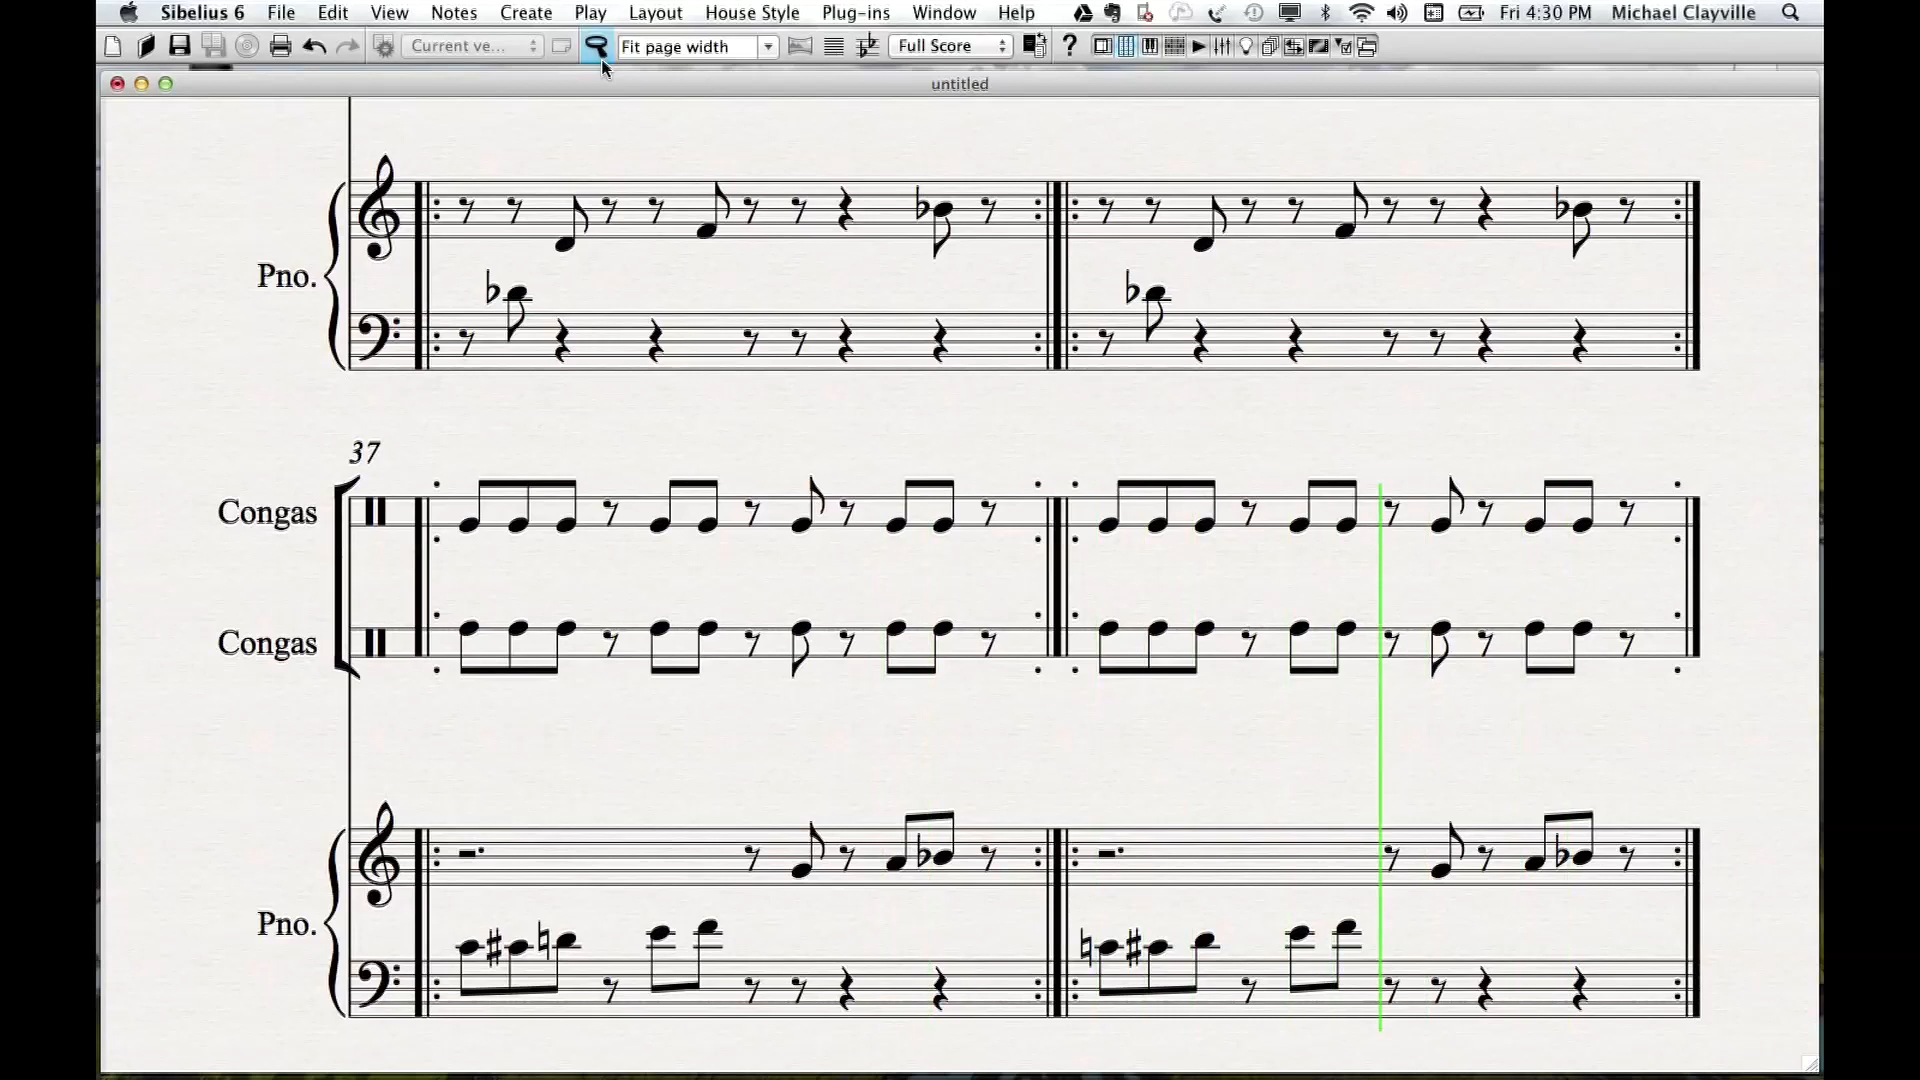 Sibelius 6 File Edit View Notes Create Play Layout House Style Plug-ins Window Help Fri 4:30 PM Michael Clayville
Current ve... Fit page width Full Score ?
untitled
Pno.
37
Congas
Congas
Pno.